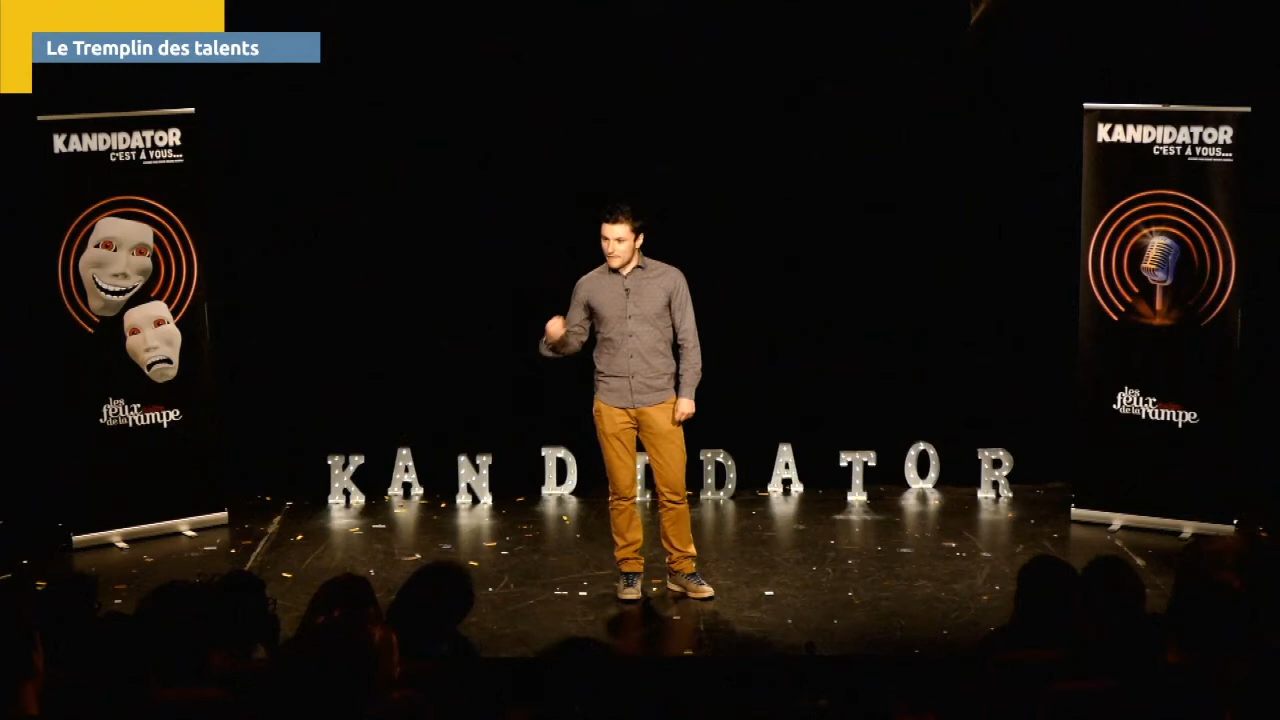 Le Tremplin des talents
KANDIDATOR
C'EST À VOUS...
les
feux
de la rampe
KANDIDATOR
C'EST À VOUS...
les
feux
de la rampe
KANDIDATOR